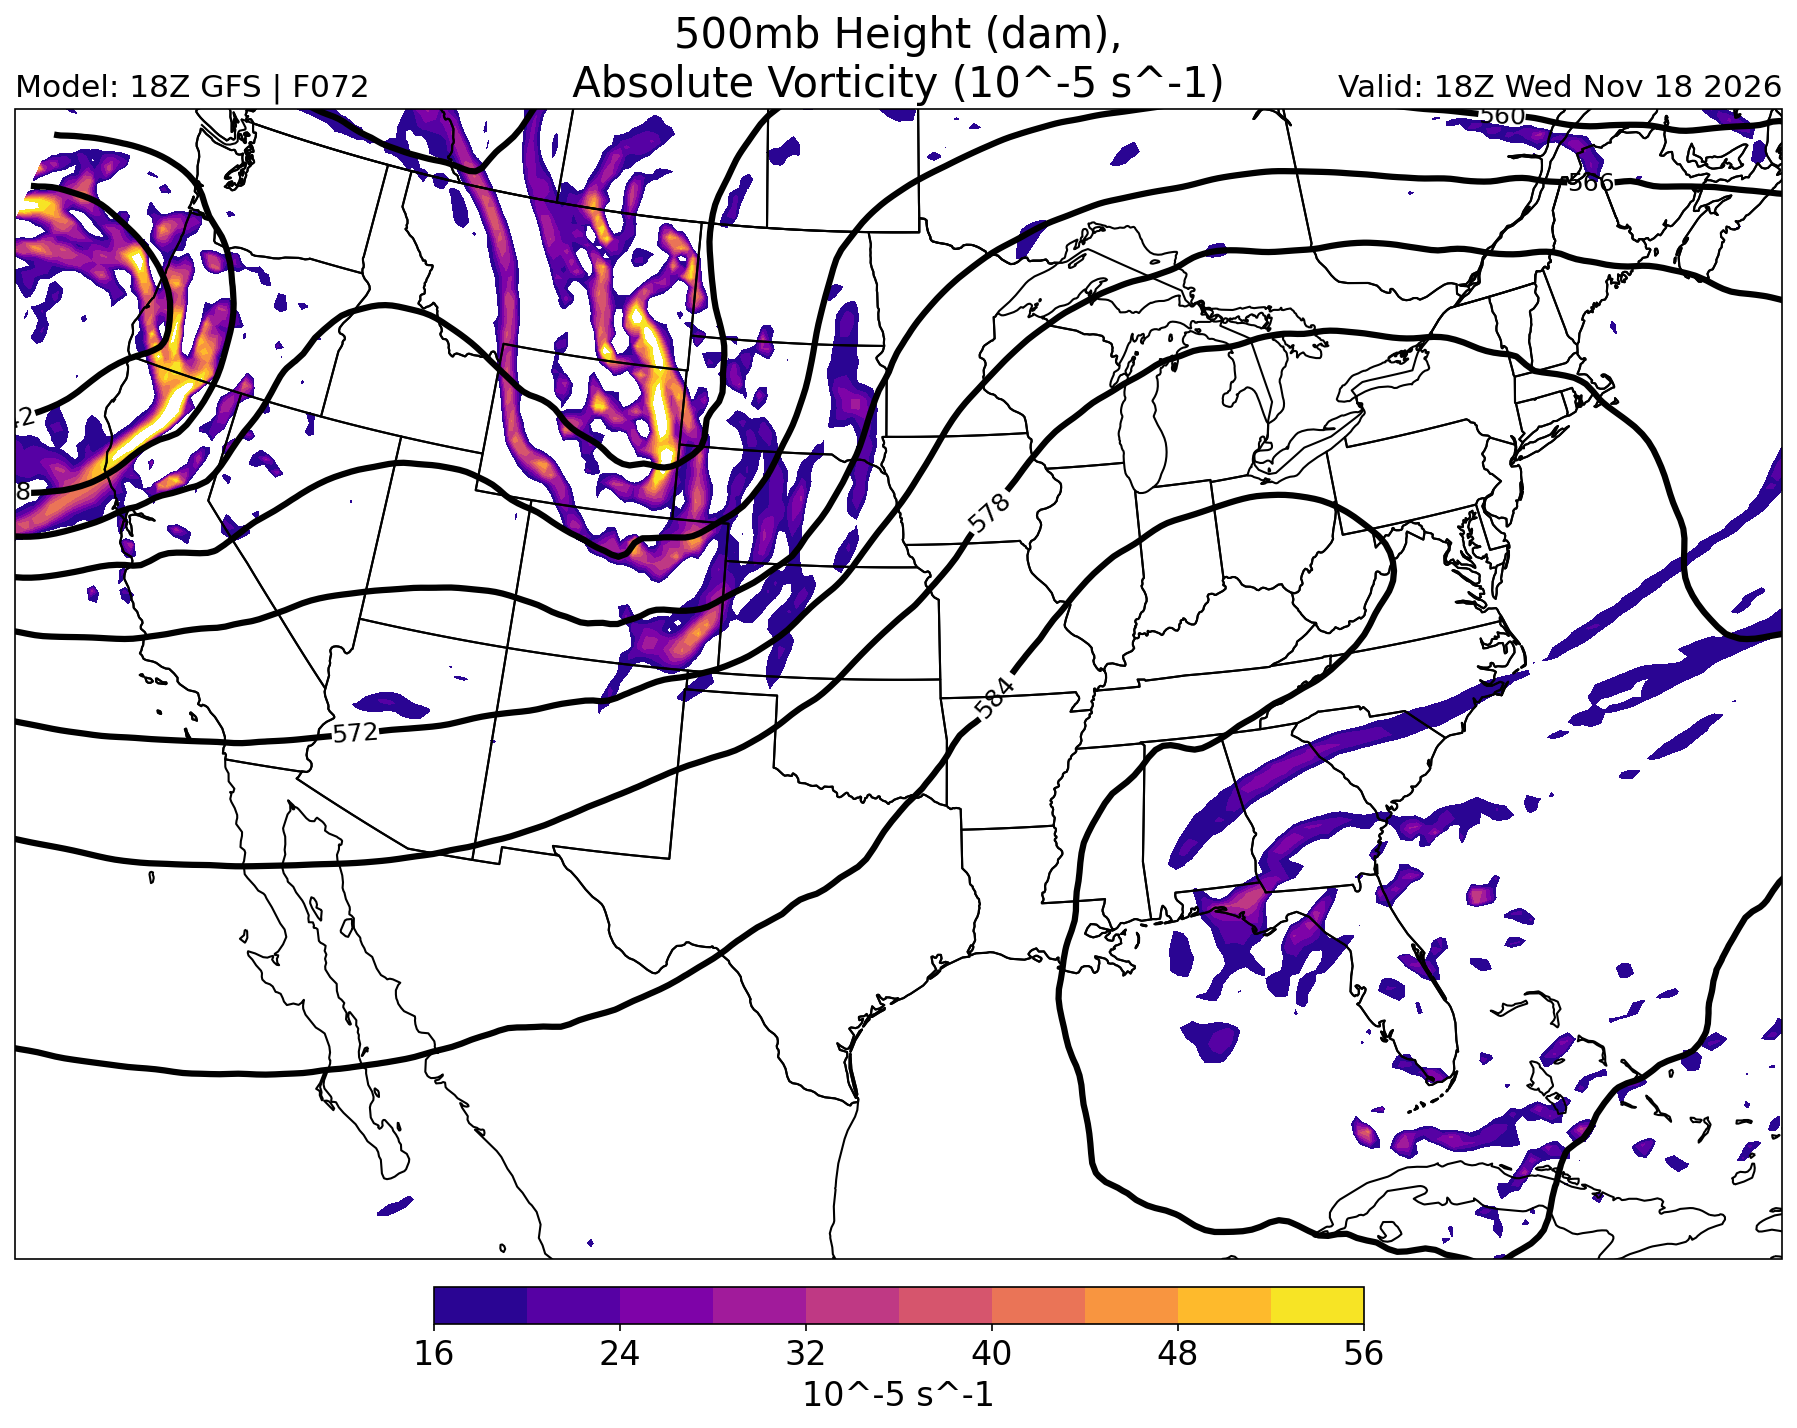 500mb Height (dam),
Model: 18Z GFS | F072
Absolute Vorticity (10^-5 s^-1)
Valid: 18Z Wed Nov 18 2026
560
566
578
584
572
16 24 32 40 48 56
10^-5 s^-1